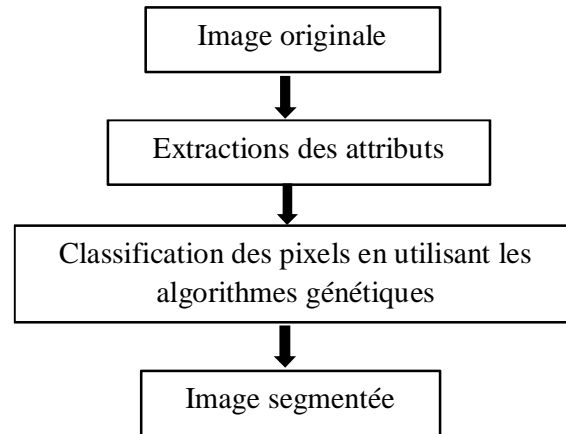 Image originale
Extractions des attributs
Classification des pixels en utilisant les
algorithmes génétiques
Image segmentée